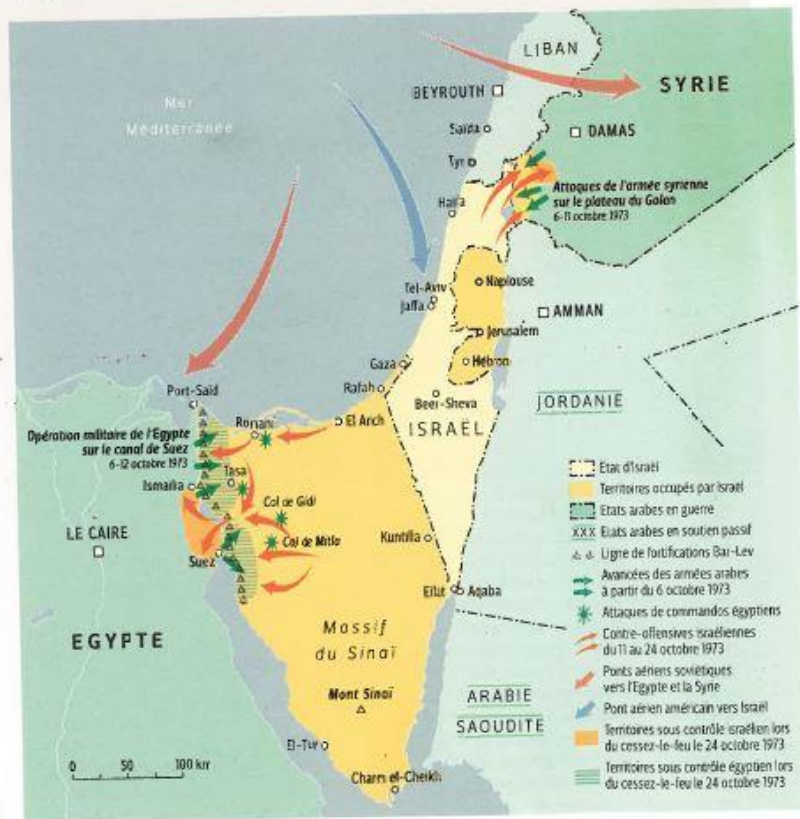 LIBAN
BEYROUTH
SYRIE
Mer
Méditerranée
Saïda
DAMAS
Tyr
Attaques de l'armée syrienne
sur le plateau du Golan
6-11 octobre 1973
Haïfa
Naplouse
Tel-Aviv
Jaffa
AMMAN
Jerusalem
Hébron
Gaza
Rafah
Port-Saïd
Beer-Sheva
JORDANIE
El Arich
ISRAËL
Romani
Opération militaire de l'Egypte
sur le canal de Suez
6-12 octobre 1973
Tasa
Ismaïlia
Col de Gidi
LE CAIRE
Col de Mitla
Kuntilla
Suez
Eilat
Aqaba
EGYPTE
Massif
du Sinaï
Mont Sinaï
ARABIE
SAOUDITE
El-Tur
0 50 100 km
Charm el-Cheikh
Etat d'Israël
Territoires occupés par Israël
Etats arabes en guerre
XXX Etats arabes en soutien passif
Ligne de fortifications Bar-Lev
Avancées des armées arabes
à partir du 6 octobre 1973
Attaques de commandos égyptiens
Contre-offensives israéliennes
du 11 au 24 octobre 1973
Ponts aériens soviétiques
vers l'Egypte et la Syrie
Pont aérien américain vers Israël
Territoires sous contrôle israélien lors
du cessez-le-feu le 24 octobre 1973
Territoires sous contrôle égyptien lors
du cessez-le-feu le 24 octobre 1973